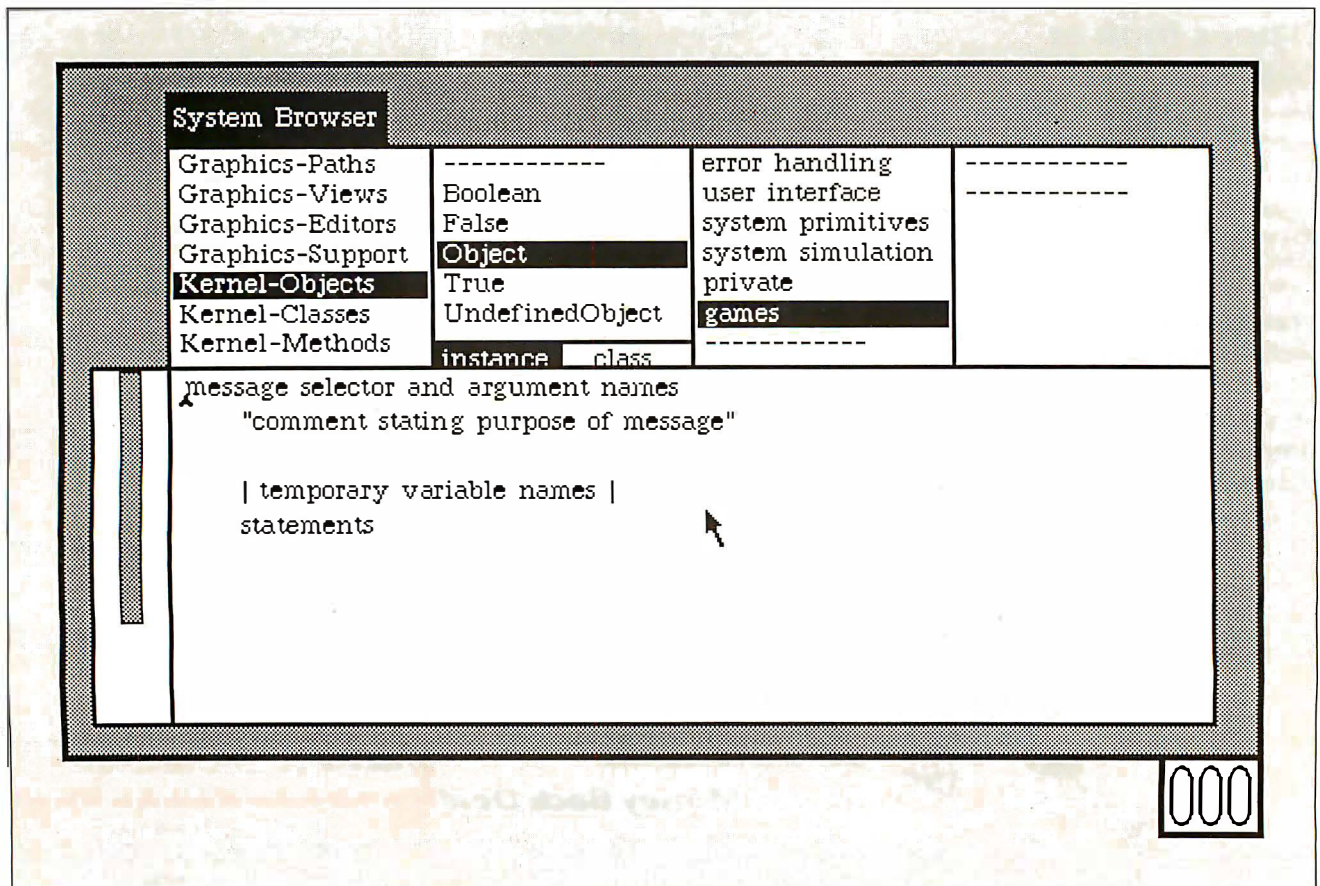 System Browser
Graphics-Paths
Graphics-Views
Graphics-Editors
Graphics-Support
Kernel-Objects
Kernel-Classes
Kernel-Methods
------------
Boolean
False
Object
True
UndefinedObject
instance class
error handling
user interface
system primitives
system simulation
private
games
------------
------------
------------
message selector and argument names
"comment stating purpose of message"
| temporary variable names |
statements